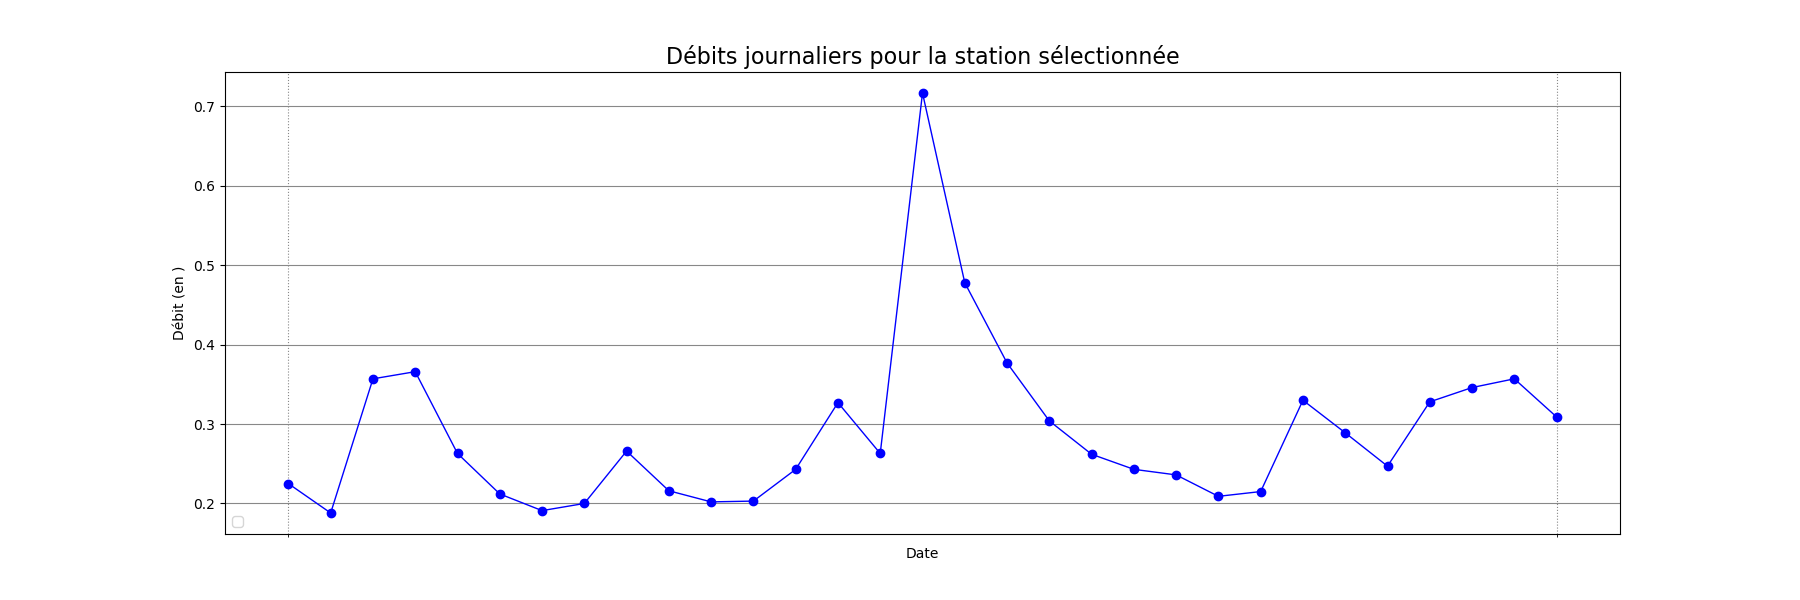 Débits journaliers pour la station sélectionnée
0.7
0.6
0.5
0.4
0.3
0.2
Débit (en )
Date